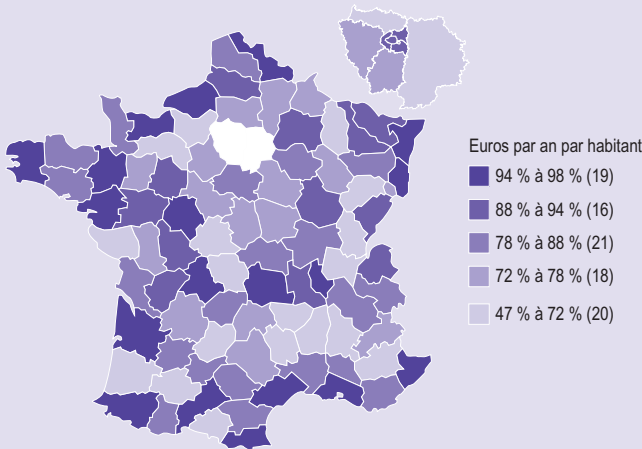 Euros par an par habitant
94 % à 98 % (19)
88 % à 94 % (16)
78 % à 88 % (21)
72 % à 78 % (18)
47 % à 72 % (20)